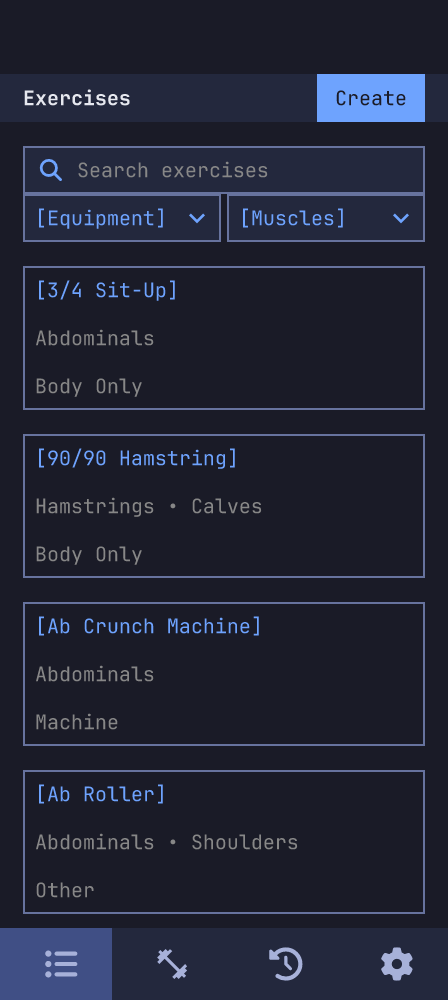 Exercises
Create
Search exercises
[Equipment]
[Muscles]
[3/4 Sit-Up]
Abdominals
Body Only
[90/90 Hamstring]
Hamstrings • Calves
Body Only
[Ab Crunch Machine]
Abdominals
Machine
[Ab Roller]
Abdominals • Shoulders
Other